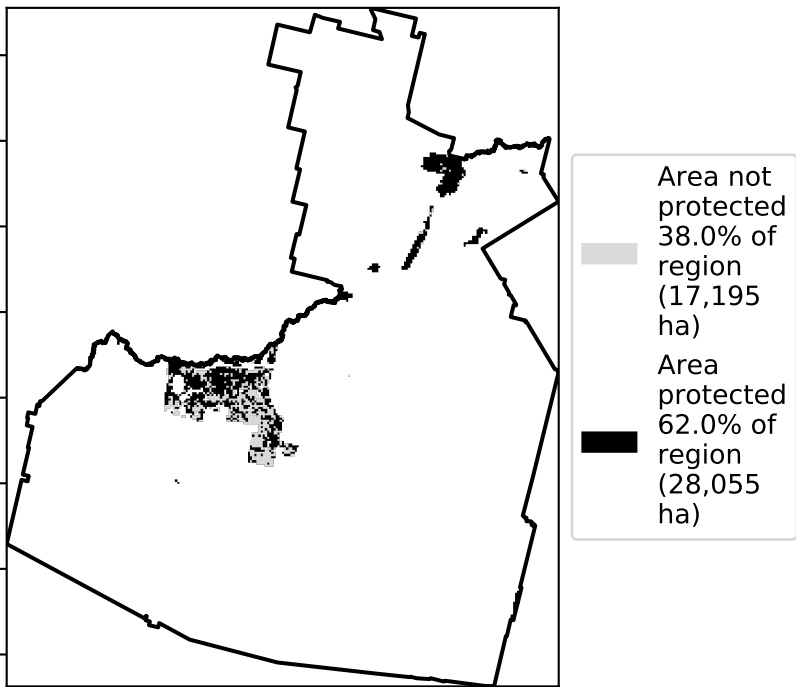 Area not
protected
38.0% of
region
(17,195
ha)
Area
protected
62.0% of
region
(28,055
ha)